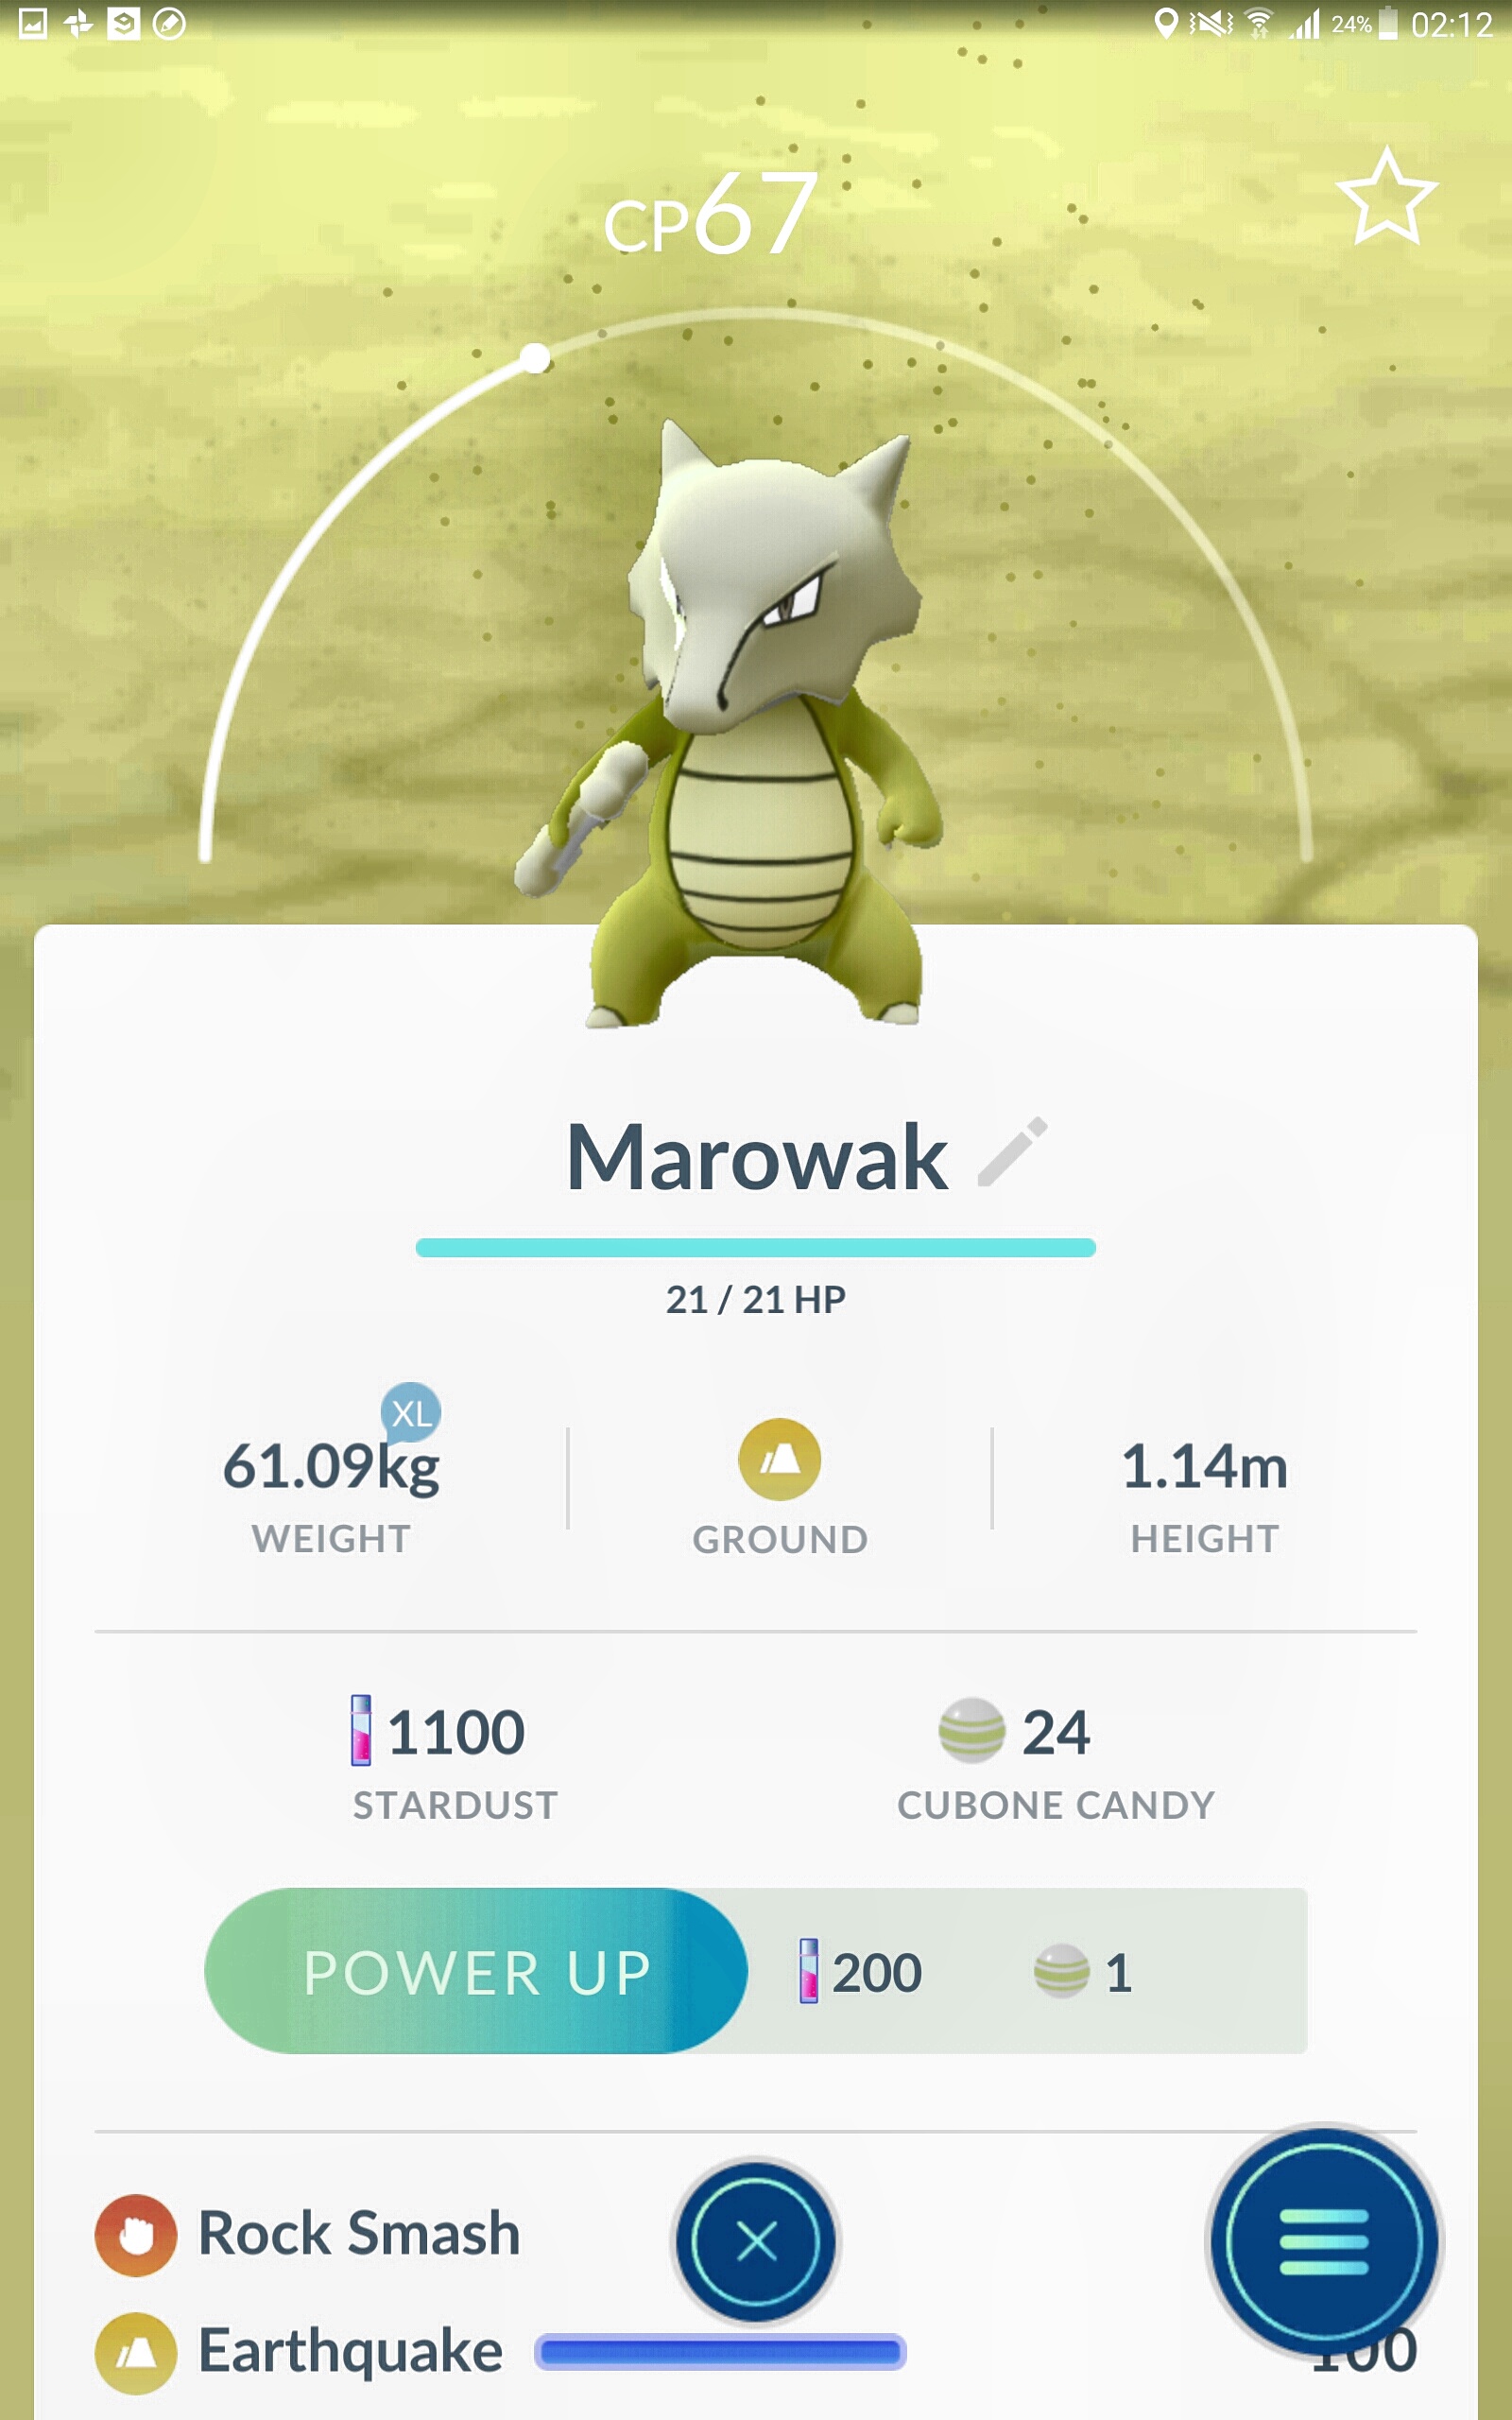 24% 02:12
CP67
Marowak
21 / 21 HP
XL
61.09kg
WEIGHT
GROUND
1.14m
HEIGHT
1100
STARDUST
24
CUBONE CANDY
POWER UP 200 1
Rock Smash
Earthquake 100